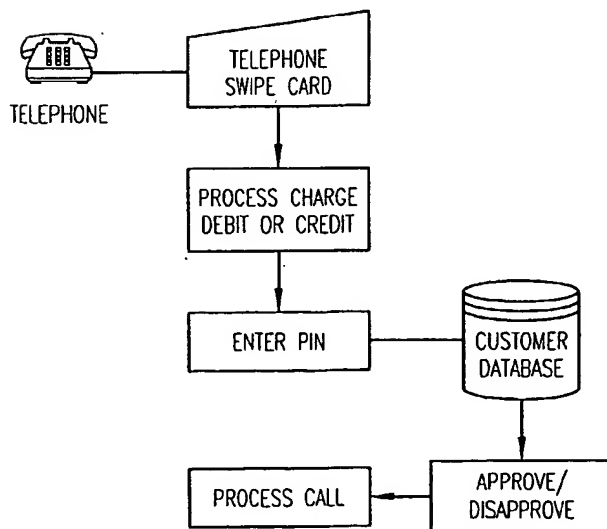 TELEPHONE
SWIPE CARD
TELEPHONE
PROCESS CHARGE
DEBIT OR CREDIT
ENTER PIN
CUSTOMER
DATABASE
PROCESS CALL
APPROVE/
DISAPPROVE